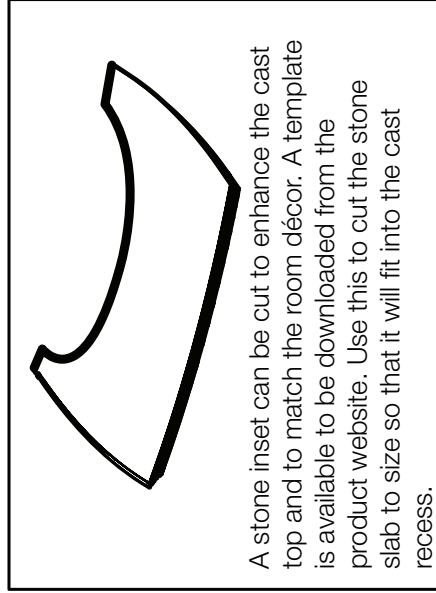 A stone inset can be cut to enhance the cast
top and to match the room décor. A template
is available to be downloaded from the
product website. Use this to cut the stone
slab to size so that it will fit into the cast
recess.